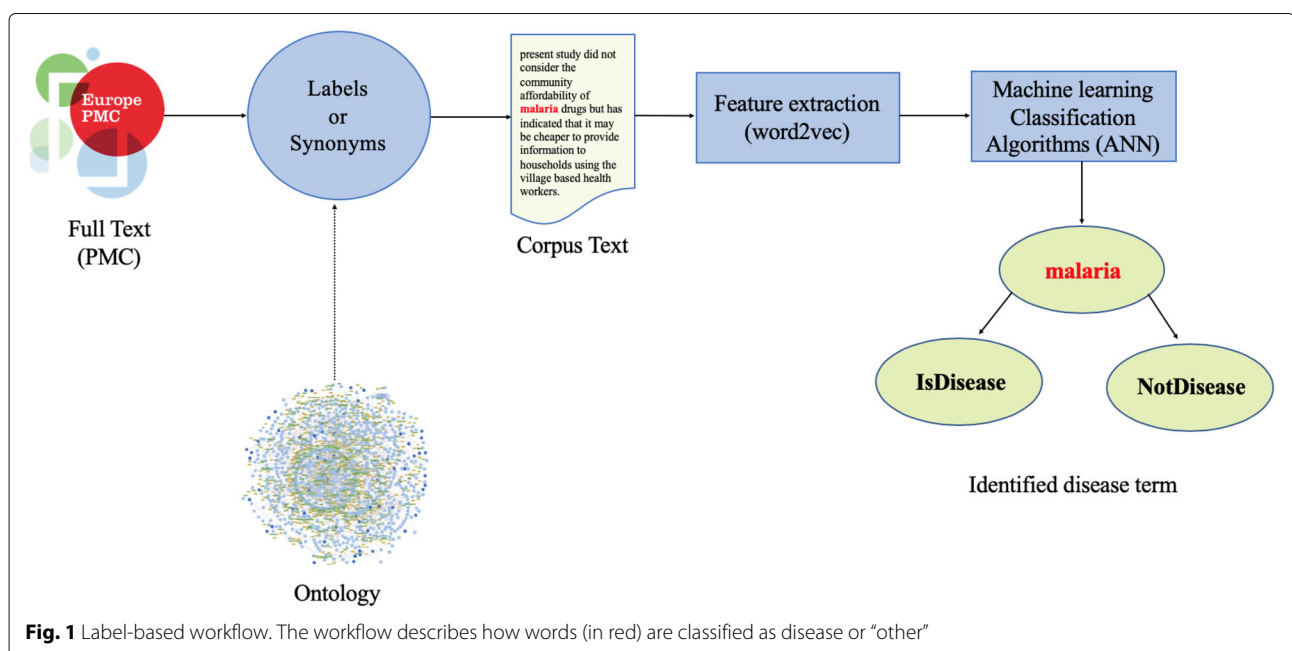 Europe
PMC
Full Text
(PMC)
Labels
or
Synonyms
Ontology
present study did not
consider the
community
affordability of
malaria drugs but has
indicated that it may
be cheaper to provide
information to
households using the
village based health
workers.
Corpus Text
Feature extraction
(word2vec)
Machine learning
Classification
Algorithms (ANN)
malaria
IsDisease
NotDisease
Identified disease term
Fig. 1 Label-based workflow. The workflow describes how words (in red) are classified as disease or “other”